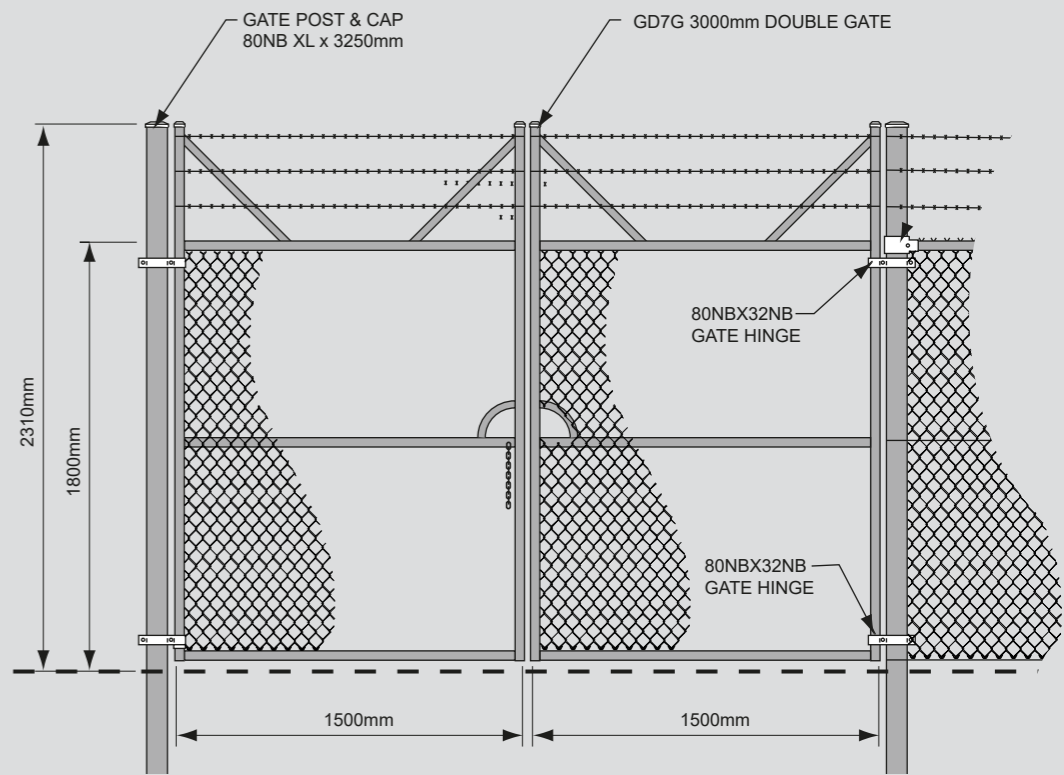 GATE POST & CAP
80NB XL x 3250mm
GD7G 3000mm DOUBLE GATE
80NBX32NB
GATE HINGE
2310mm
1800mm
80NBX32NB
GATE HINGE
1500mm
1500mm